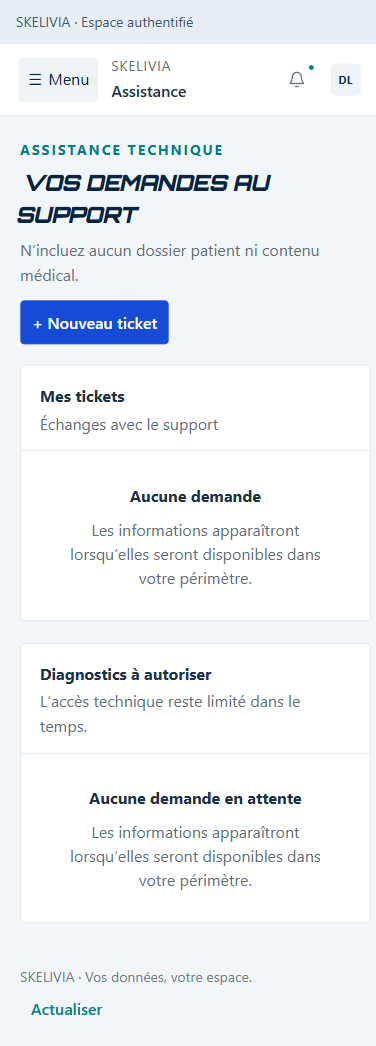 SKELIVIA · Espace authentifié
☰ Menu
SKELIVIA
Assistance
DL
ASSISTANCE TECHNIQUE
VOS DEMANDES AU
SUPPORT
N’incluez aucun dossier patient ni contenu
médical.
+ Nouveau ticket
Mes tickets
Échanges avec le support
Aucune demande
Les informations apparaîtront
lorsqu’elles seront disponibles dans
votre périmètre.
Diagnostics à autoriser
L’accès technique reste limité dans le
temps.
Aucune demande en attente
Les informations apparaîtront
lorsqu’elles seront disponibles dans
votre périmètre.
SKELIVIA · Vos données, votre espace.
Actualiser